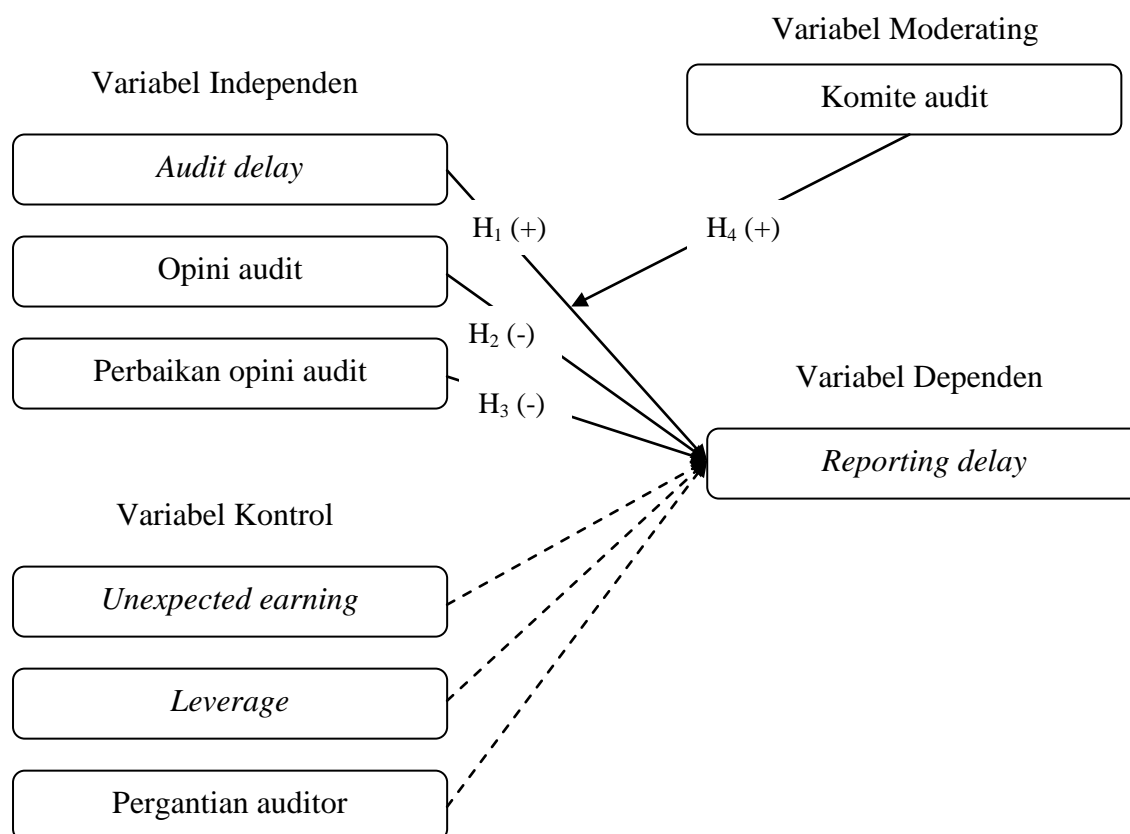 Variabel Moderating
Komite audit
Variabel Independen
Audit delay
Opini audit
Perbaikan opini audit
H₁ (+)
H₂ (-)
H₃ (-)
H₄ (+)
Variabel Dependen
Reporting delay
Variabel Kontrol
Unexpected earning
Leverage
Pergantian auditor